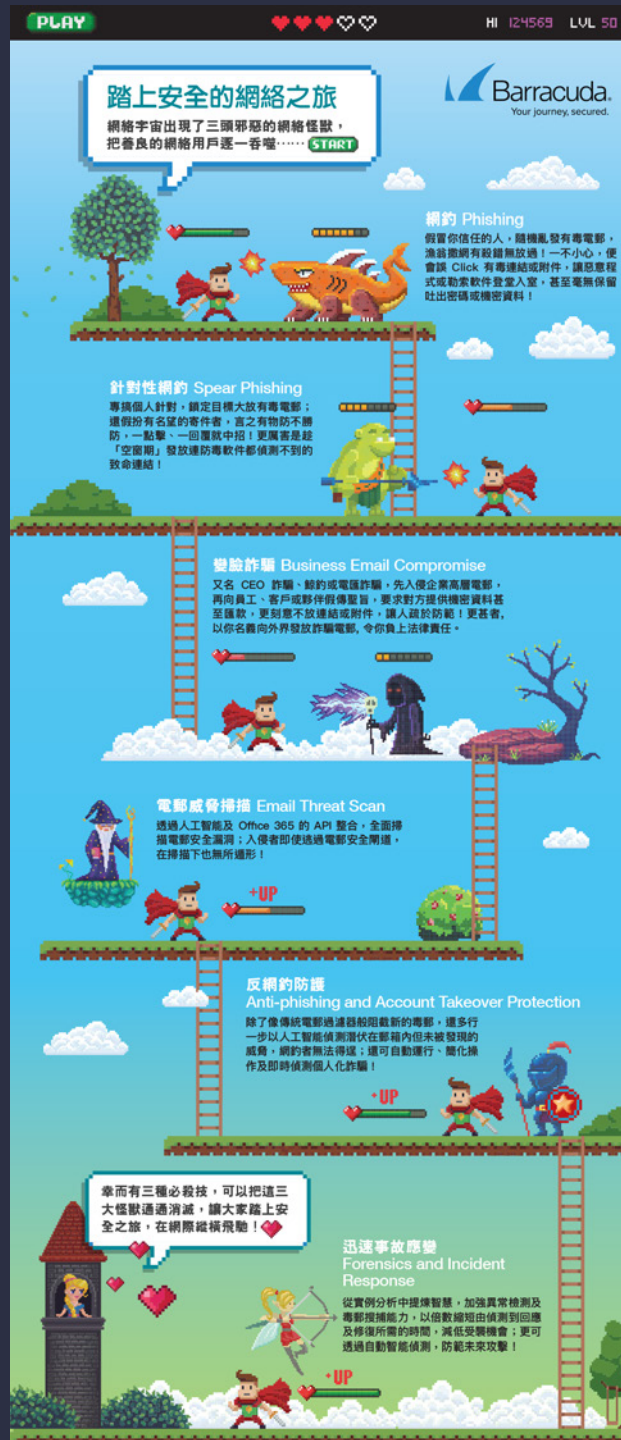 PLAY
HI 124569 LVL 50
踏上安全的網絡之旅
網絡宇宙出現了三頭邪惡的網絡怪獸，
把善良的網絡用戶逐一吞噬…… START
Barracuda.
Your journey, secured.
網釣 Phishing
假冒你信任的人，隨機亂發有毒電郵，
漁翁撒網有殺錯無放過！一不小心，便
會誤 Click 有毒連結或附件，讓惡意程
式或勒索軟件登堂入室，甚至毫無保留
吐出密碼或機密資料！
針對性網釣 Spear Phishing
專搞個人針對，鎖定目標大放有毒電郵；
還假扮有名望的寄件者，言之有物防不勝
防，一點擊、一回覆就中招！更厲害是趁
「空窗期」發放連防毒軟件都偵測不到的
致命連結！
變臉詐騙 Business Email Compromise
又名 CEO 詐騙、鯨釣或電匯詐騙，先入侵企業高層電郵，
再向員工、客戶或夥伴假傳聖旨，要求對方提供機密資料甚
至匯款，更刻意不放連結或附件，讓人疏於防範！更甚者，
以你名義向外界發放詐騙電郵, 令你負上法律責任。
電郵威脅掃描 Email Threat Scan
透過人工智能及 Office 365 的 API 整合，全面掃
描電郵安全漏洞；入侵者即使透過電郵安全閘道，
在掃描下也無所遁形！
+UP
反網釣防護
Anti-phishing and Account Takeover Protection
除了像傳統電郵過濾器般阻截新的毒郵，還多行
一步以人工智能偵測潛伏在郵箱內但未被發現的
威脅，網釣者無法得逞；還可自動運行、簡化操
作及即時偵測個人化詐騙！
+UP
幸而有三種必殺技，可以把這三
大怪獸通通消滅，讓大家踏上安
全之旅，在網際縱橫飛馳！
迅速事故應變
Forensics and Incident
Response
從實例分析中提煉智慧，加強異常檢測及
毒郵搜捕能力，以倍數縮短由偵測到回應
及修復所需的時間，減低受襲機會；更可
透過自動智能偵測，防範未來攻擊！
+UP